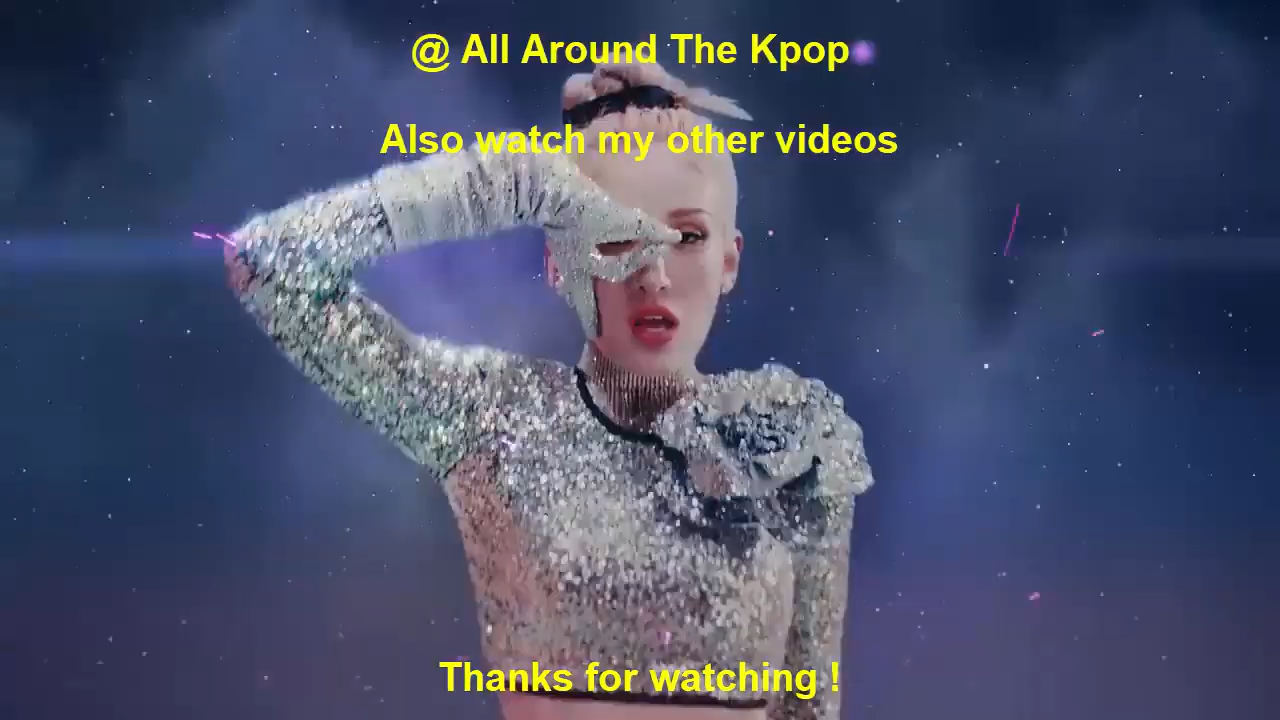 @ All Around The Kpop
Also watch my other videos
Thanks for watching !